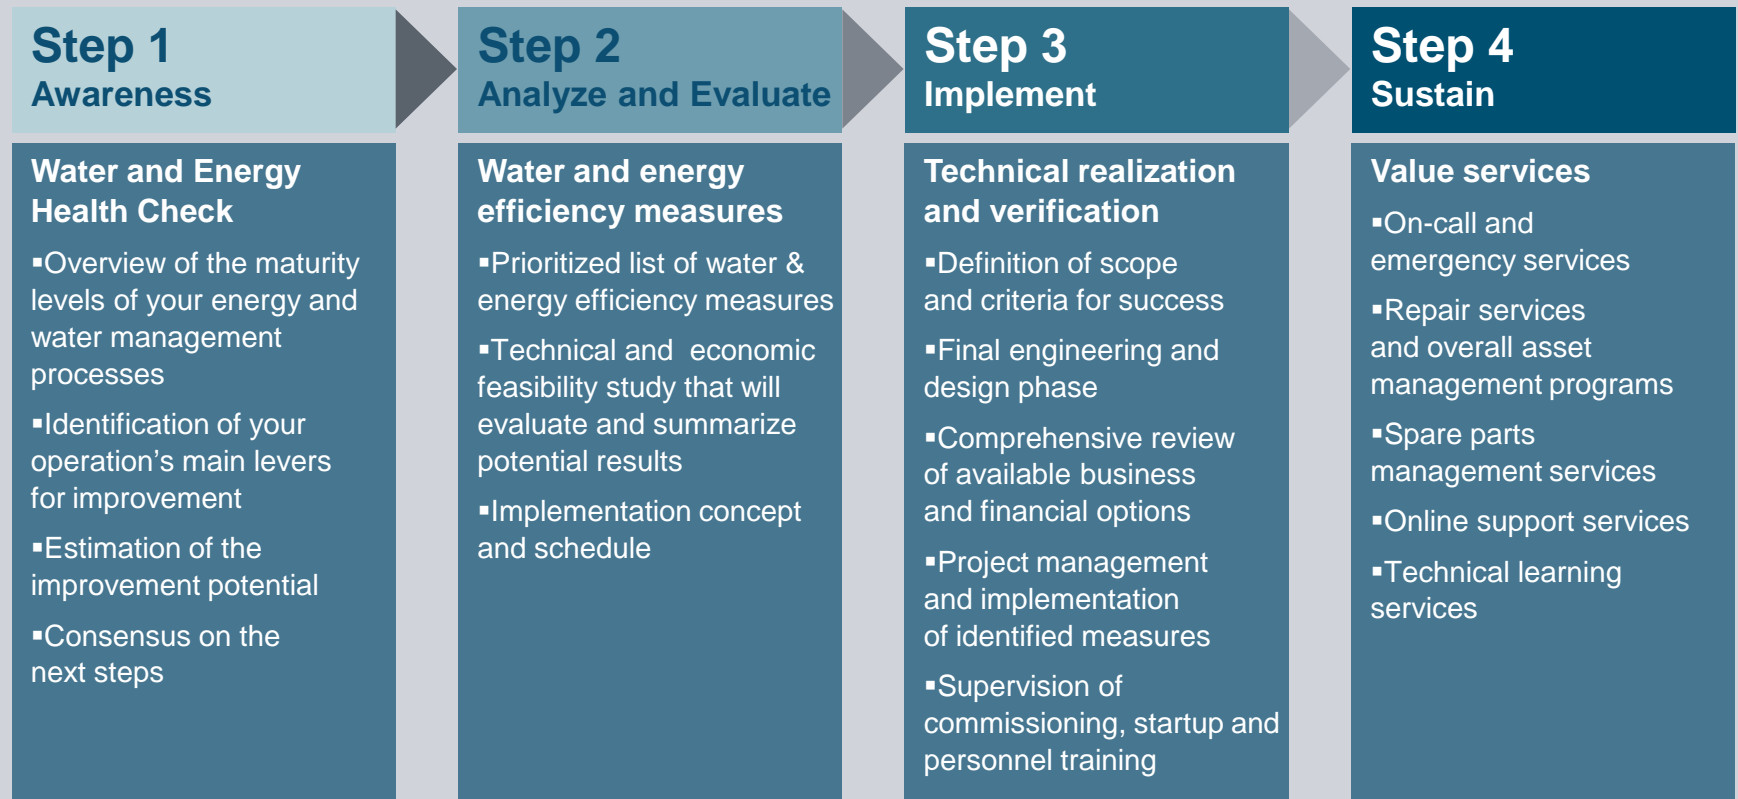 Step 1
Awareness
Water and Energy
Health Check
▪Overview of the maturity
levels of your energy and
water management
processes
▪Identification of your
operation's main levers
for improvement
▪Estimation of the
improvement potential
▪Consensus on the
next steps
Step 2
Analyze and Evaluate
Water and energy
efficiency measures
▪Prioritized list of water &
energy efficiency measures
▪Technical and  economic
feasibility study that will
evaluate and summarize
potential results
▪Implementation concept
and schedule
Step 3
Implement
Technical realization
and verification
▪Definition of scope
and criteria for success
▪Final engineering and
design phase
▪Comprehensive review
of available business
and financial options
▪Project management
and implementation
of identified measures
▪Supervision of
commissioning, startup and
personnel training
Step 4
Sustain
Value services
▪On-call and
emergency services
▪Repair services
and overall asset
management programs
▪Spare parts
management services
▪Online support services
▪Technical learning
services